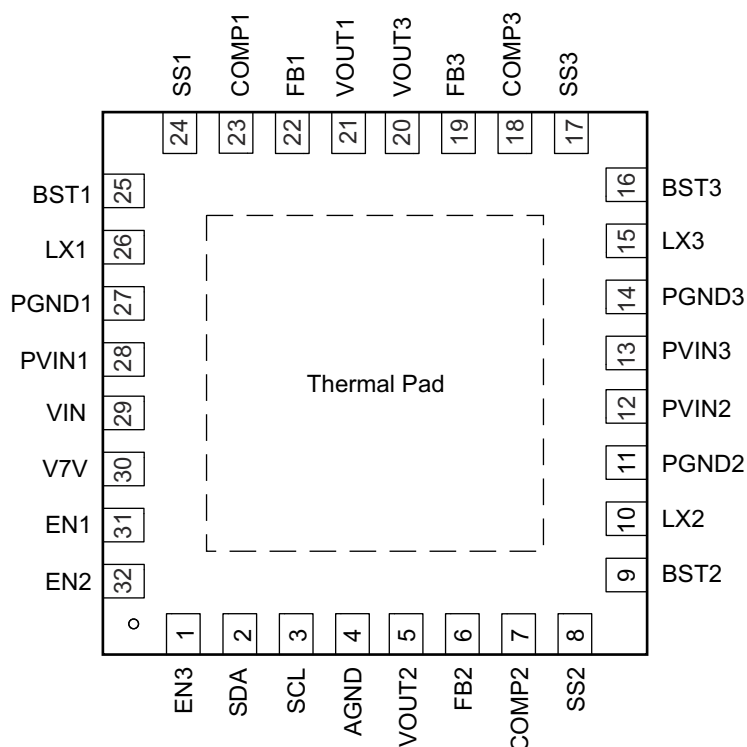 SS1
COMP1
FB1
VOUT1
VOUT3
FB3
COMP3
SS3
24
23
22
21
20
19
18
17
BST1
25
16
BST3
LX1
26
15
LX3
PGND1
27
14
PGND3
PVIN1
28
13
PVIN3
Thermal Pad
VIN
29
12
PVIN2
V7V
30
11
PGND2
EN1
31
10
LX2
EN2
32
9
BST2
1
2
3
4
5
6
7
8
EN3
SDA
SCL
AGND
VOUT2
FB2
COMP2
SS2